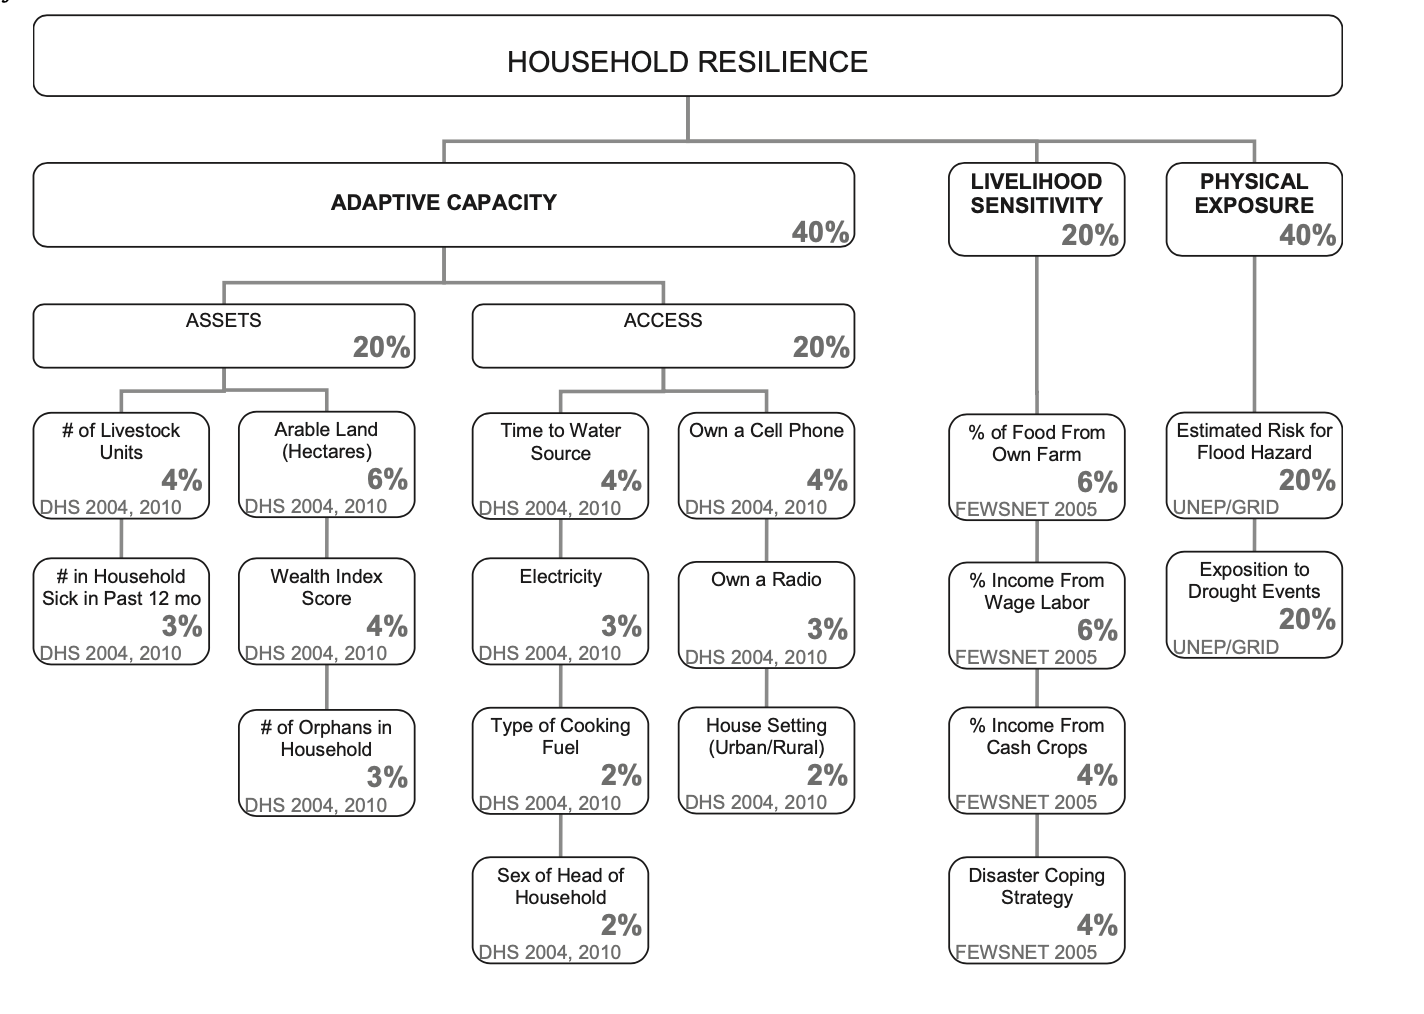 HOUSEHOLD RESILIENCE
ADAPTIVE CAPACITY
40%
LIVELIHOOD
SENSITIVITY
20%
PHYSICAL
EXPOSURE
40%
ASSETS
20%
ACCESS
20%
# of Livestock
Units
4%
DHS 2004, 2010
Arable Land
(Hectares)
6%
DHS 2004, 2010
Time to Water
Source
4%
DHS 2004, 2010
Own a Cell Phone
4%
DHS 2004, 2010
% of Food From
Own Farm
6%
FEWSNET 2005
Estimated Risk for
Flood Hazard
20%
UNEP/GRID
# in Household
Sick in Past 12 mo
3%
DHS 2004, 2010
Wealth Index
Score
4%
DHS 2004, 2010
Electricity
3%
DHS 2004, 2010
Own a Radio
3%
DHS 2004, 2010
% Income From
Wage Labor
6%
FEWSNET 2005
Exposition to
Drought Events
20%
UNEP/GRID
# of Orphans in
Household
3%
DHS 2004, 2010
Type of Cooking
Fuel
2%
DHS 2004, 2010
House Setting
(Urban/Rural)
2%
DHS 2004, 2010
% Income From
Cash Crops
4%
FEWSNET 2005
Sex of Head of
Household
2%
DHS 2004, 2010
Disaster Coping
Strategy
4%
FEWSNET 2005